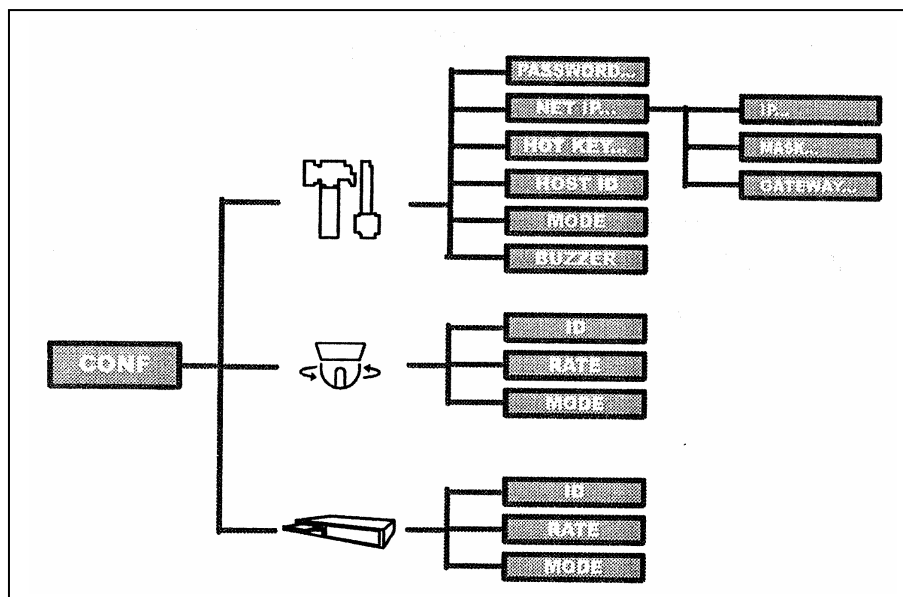 PASSWORD...
NET IP...
IP...
HOT KEY...
MASK...
HOST ID
GATEWAY...
MODE
BUZZER
ID
CONF
RATE
MODE
ID
RATE
MODE